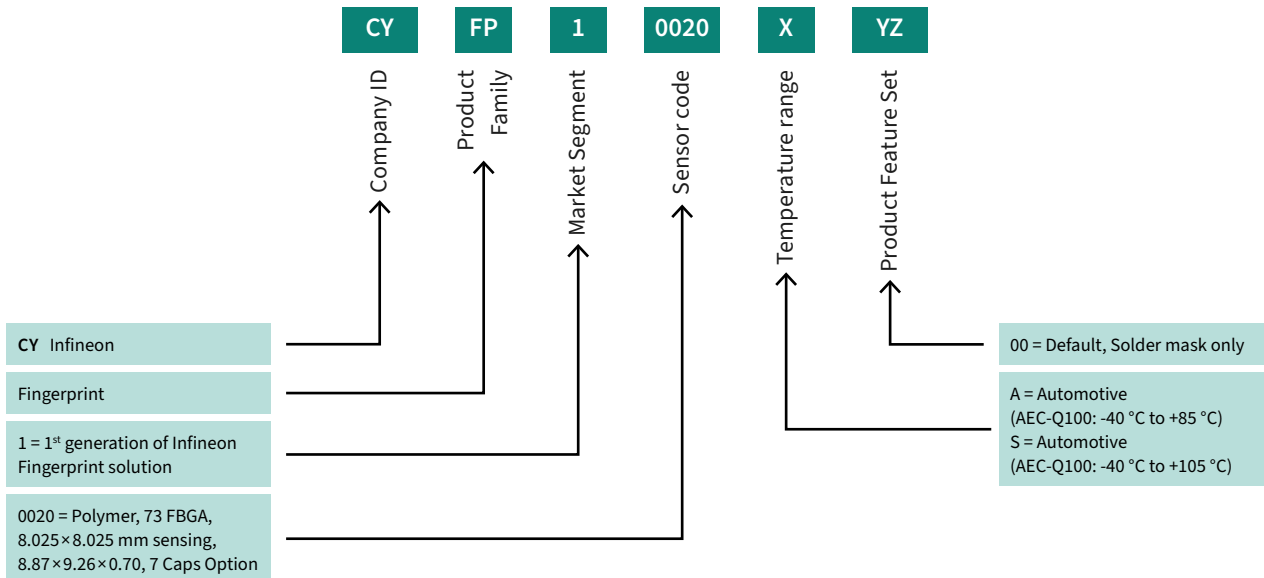 CY FP 1 0020 X YZ
Company ID
Product
Family
Market Segment
Sensor code
Temperature range
Product Feature Set
CY Infineon
Fingerprint
1 = 1st generation of Infineon
Fingerprint solution
0020 = Polymer, 73 FBGA,
8.025×8.025 mm sensing,
8.87×9.26×0.70, 7 Caps Option
00 = Default, Solder mask only
A = Automotive
(AEC-Q100: -40 °C to +85 °C)
S = Automotive
(AEC-Q100: -40 °C to +105 °C)